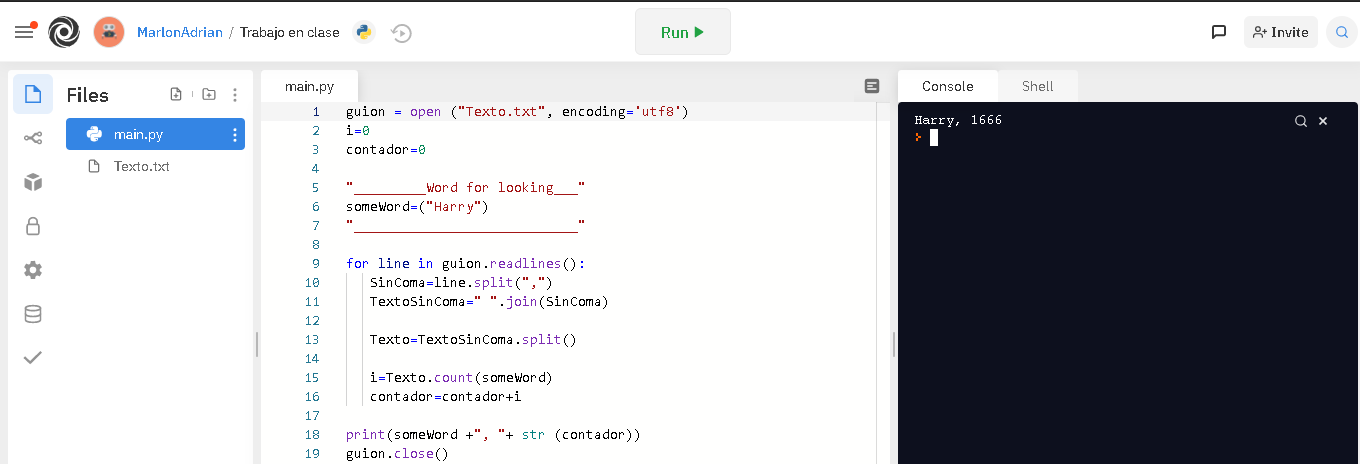 MarlonAdrian / Trabajo en clase
Run
Invite
Files
main.py
Texto.txt
main.py
1 guion = open ("Texto.txt", encoding='utf8')
2 i=0
3 contador=0
4
5 "_________Word for looking___"
6 someWord=("Harry")
7 "____________________________"
8
9 for line in guion.readlines():
10 SinComa=line.split(",")
11 TextoSinComa=" ".join(SinComa)
12
13 Texto=TextoSinComa.split()
14
15 i=Texto.count(someWord)
16 contador=contador+i
17
18 print(someWord +", "+ str (contador))
19 guion.close()
Console
Shell
Harry, 1666